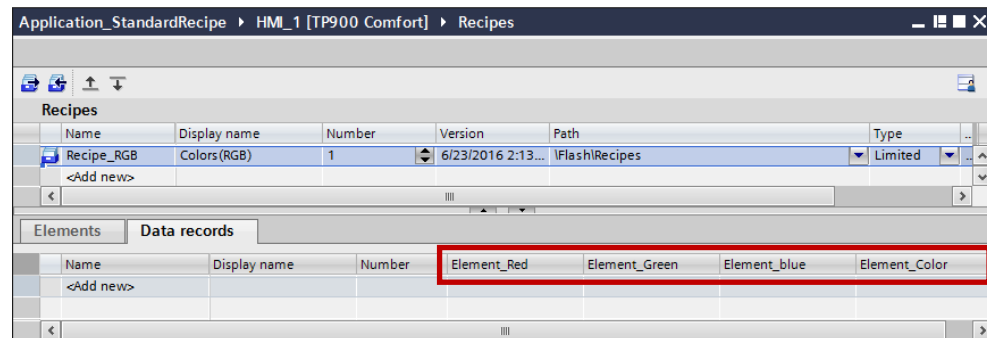 Application_StandardRecipe ▸ HMI_1 [TP900 Comfort] ▸ Recipes
Recipes
Name Display name Number Version Path Type ..
Recipe_RGB Colors(RGB) 1 6/23/2016 2:13... \Flash\Recipes Limited ..
<Add new>
Elements Data records
Name Display name Number Element_Red Element_Green Element_blue Element_Color
<Add new>